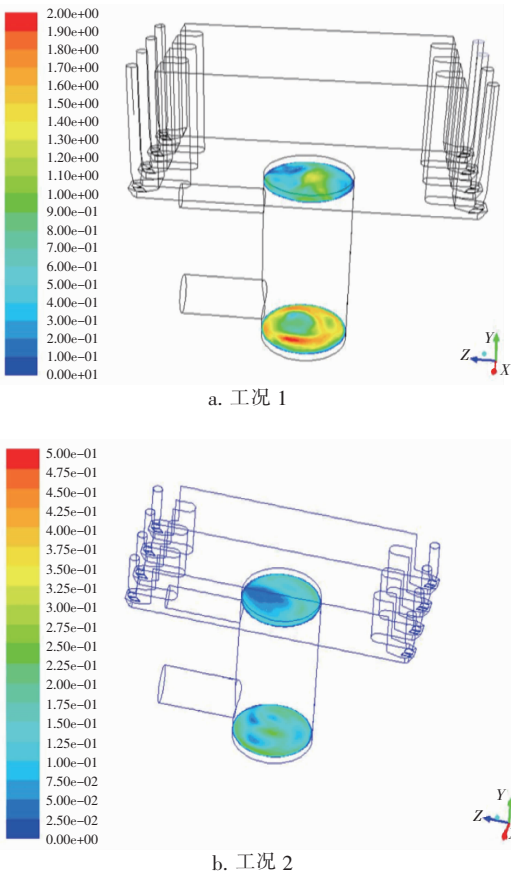 2.00e+00
1.90e+00
1.80e+00
1.70e+00
1.60e+00
1.50e+00
1.40e+00
1.30e+00
1.20e+00
1.10e+00
1.00e+00
9.00e-01
8.00e-01
7.00e-01
6.00e-01
5.00e-01
4.00e-01
3.00e-01
2.00e-01
1.00e-01
0.00e+01
Y
Z
X
a. 工况 1
5.00e-01
4.75e-01
4.50e-01
4.25e-01
4.00e-01
3.75e-01
3.50e-01
3.25e-01
3.00e-01
2.75e-01
2.50e-01
2.25e-01
2.00e-01
1.75e-01
1.50e-01
1.25e-01
1.00e-01
7.50e-02
5.00e-02
2.50e-02
0.00e+00
Y
Z
b. 工况 2